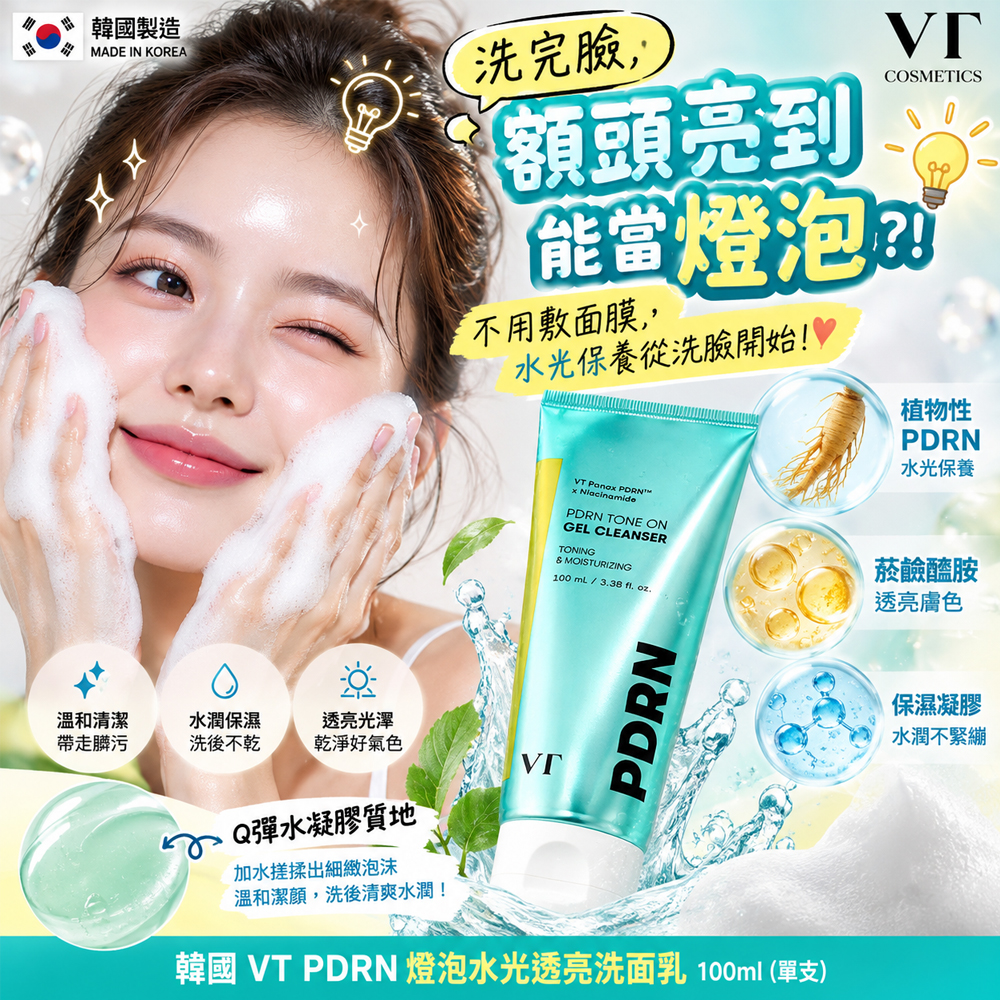 韓國製造
MADE IN KOREA
VT
COSMETICS
洗完臉,
額頭亮到
能當燈泡?!
不用敷面膜,
水光保養從洗臉開始!
植物性
PDRN
水光保養
菸鹼醯胺
透亮膚色
保濕凝膠
水潤不緊繃
VT Panax PDRN™
x Niacinamide
PDRN TONE ON
GEL CLEANSER
TONING
& MOISTURIZING
100 mL / 3.38 fl. oz.
PDRN
VT
溫和清潔
帶走髒污
水潤保濕
洗後不乾
透亮光澤
乾淨好氣色
Q彈水凝膠質地
加水搓揉出細緻泡沫
溫和潔顏，洗後清爽水潤！
韓國 VT PDRN 燈泡水光透亮洗面乳 100ml (單支)